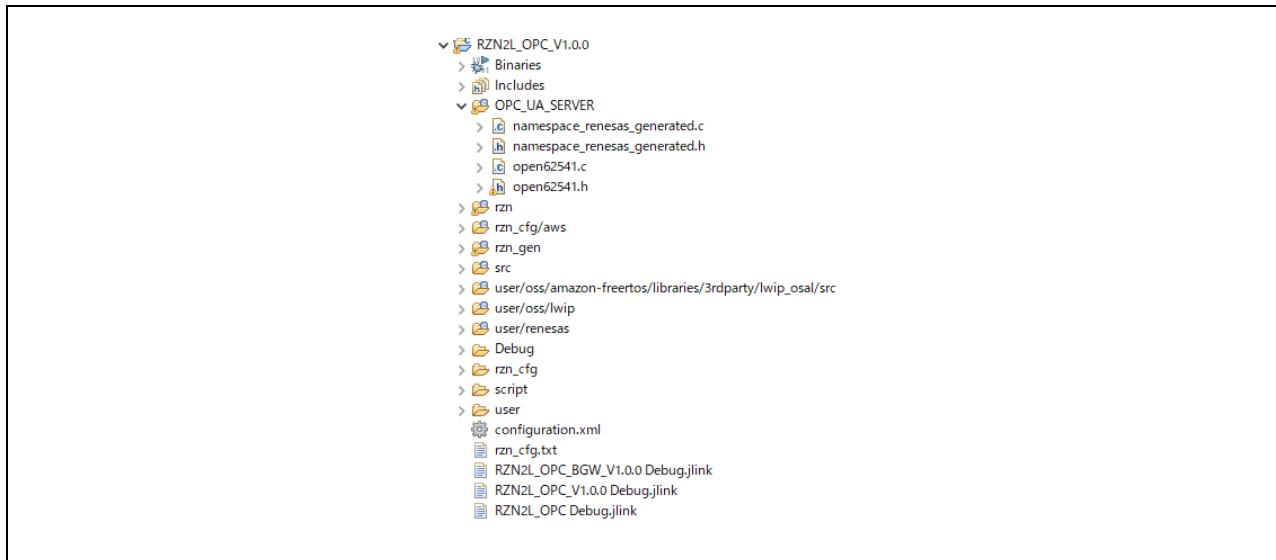 RZN2L_OPC_V1.0.0
Binaries
Includes
OPC_UA_SERVER
namespace_renesas_generated.c
namespace_renesas_generated.h
open62541.c
open62541.h
rzn
rzn_cfg/aws
rzn_gen
src
user/oss/amazon-freertos/libraries/3rdparty/lwip_osal/src
user/oss/lwip
user/renesas
Debug
rzn_cfg
script
user
configuration.xml
rzn_cfg.txt
RZN2L_OPC_BGW_V1.0.0 Debug.jlink
RZN2L_OPC_V1.0.0 Debug.jlink
RZN2L_OPC Debug.jlink